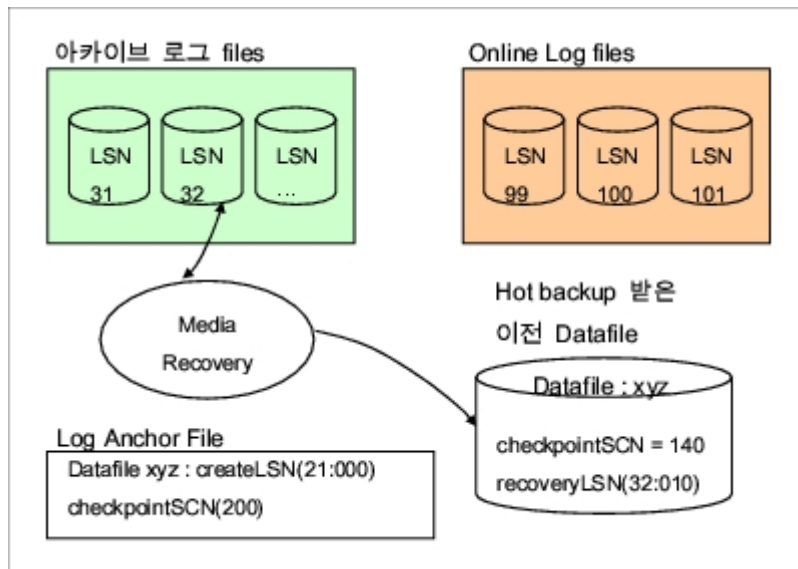 아카이브 로그 files
LSN
31
LSN
32
LSN
...
Online Log files
LSN
99
LSN
100
LSN
101
Media
Recovery
Hot backup 받은
이전 Datafile
Datafile : xyz
checkpointSCN = 140
recoveryLSN(32:010)
Log Anchor File
Datafile xyz : createLSN(21:000)
checkpointSCN(200)